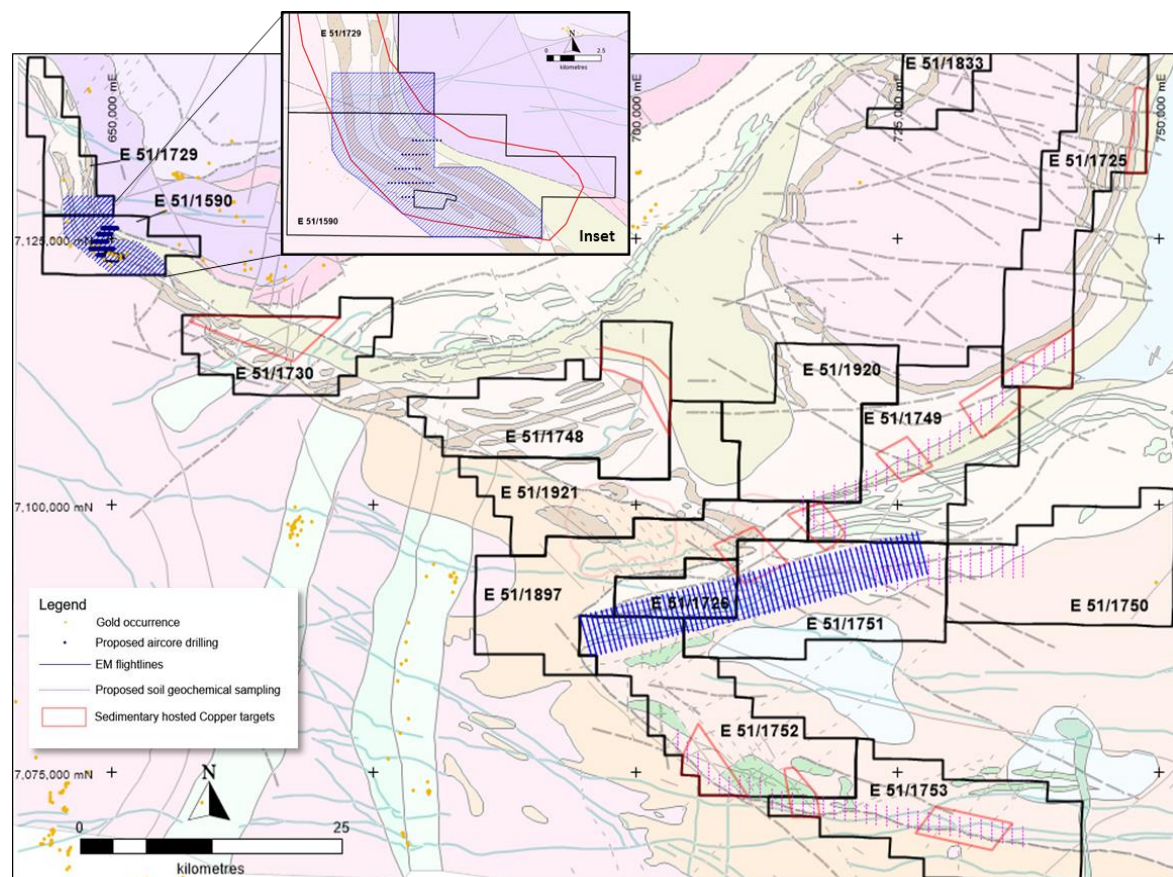 E 51/1729
N
0 2.5
kilometres
E 51/1590
Inset
650,000 mE
700,000 mE
750,000 mE
E 51/1833
E 51/1725
E 51/1729
E 51/1590
7,125,000 mN
E 51/1730
E 51/1920
E 51/1749
E 51/1748
E 51/1921
7,100,000 mN
E 51/1897
E 51/1726
E 51/1750
E 51/1751
Legend
Gold occurrence
Proposed aircore drilling
EM flightlines
Proposed soil geochemical sampling
Sedimentary hosted Copper targets
E 51/1752
7,075,000 mN
E 51/1753
N
0 25
kilometres